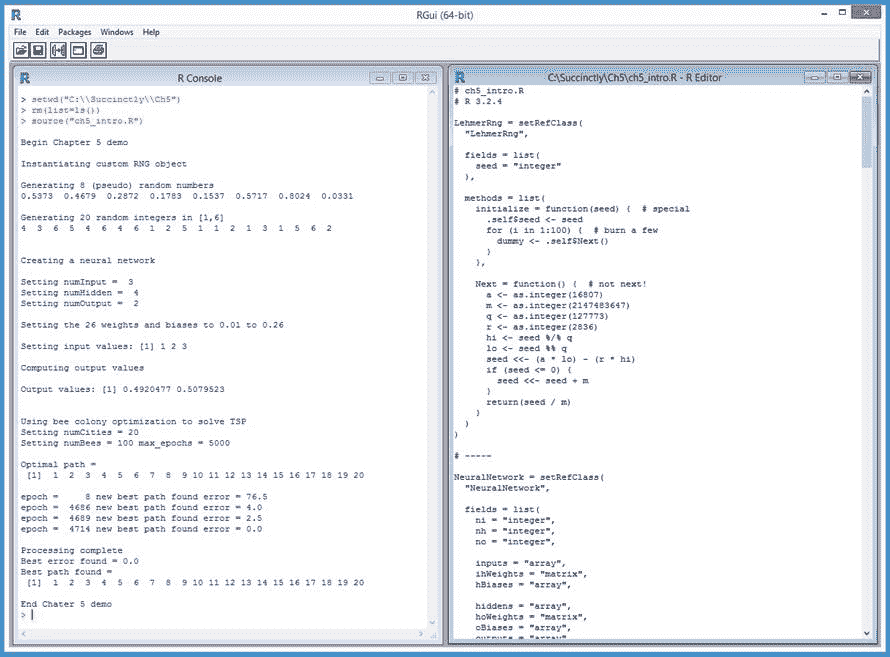 RGui (64-bit)
File Edit Packages Windows Help
R Console
> setwd("C:\\Succinctly\\Ch5")
> rm(list=ls())
> source("ch5_intro.R")
Begin Chapter 5 demo
Instantiating custom RNG object
Generating 8 (pseudo) random numbers
0.5373 0.4679 0.2872 0.1783 0.1537 0.5717 0.8024 0.0331
Generating 20 random integers in [1,6]
4 3 6 5 4 6 4 6 1 2 5 1 1 2 1 3 1 5 6 2
Creating a neural network
Setting numInput = 3
Setting numHidden = 4
Setting numOutput = 2
Setting the 26 weights and biases to 0.01 to 0.26
Setting input values: [1] 1 2 3
Computing output values
Output values: [1] 0.4920477 0.5079523
Using bee colony optimization to solve TSP
Setting numCities = 20
Setting numBees = 100 max_epochs = 5000
Optimal path =
[1] 1 2 3 4 5 6 7 8 9 10 11 12 13 14 15 16 17 18 19 20
epoch = 8 new best path found error = 76.5
epoch = 4686 new best path found error = 4.0
epoch = 4689 new best path found error = 2.5
epoch = 4714 new best path found error = 0.0
Processing complete
Best error found = 0.0
Best path found =
[1] 1 2 3 4 5 6 7 8 9 10 11 12 13 14 15 16 17 18 19 20
End Chater 5 demo
>
C:\Succinctly\Ch5\ch5_intro.R - R Editor
# ch5_intro.R
# R 3.2.4
LehmerRng = setRefClass(
"LehmerRng",
fields = list(
seed = "integer"
),
methods = list(
initialize = function(seed) { # special
.self$seed <- seed
for (i in 1:100) { # burn a few
dummy <- .self$Next()
}
},
Next = function() { # not next!
a <- as.integer(16807)
m <- as.integer(2147483647)
q <- as.integer(127773)
r <- as.integer(2836)
hi <- seed %/% q
lo <- seed %% q
seed <<- (a * lo) - (r * hi)
if (seed <= 0) {
seed <<- seed + m
}
return(seed / m)
}
)
)
# -----
NeuralNetwork = setRefClass(
"NeuralNetwork",
fields = list(
ni = "integer",
nh = "integer",
no = "integer",
inputs = "array",
ihWeights = "matrix",
hBiases = "array",
hiddens = "array",
hoWeights = "matrix",
oBiases = "array",
outputs = "array",